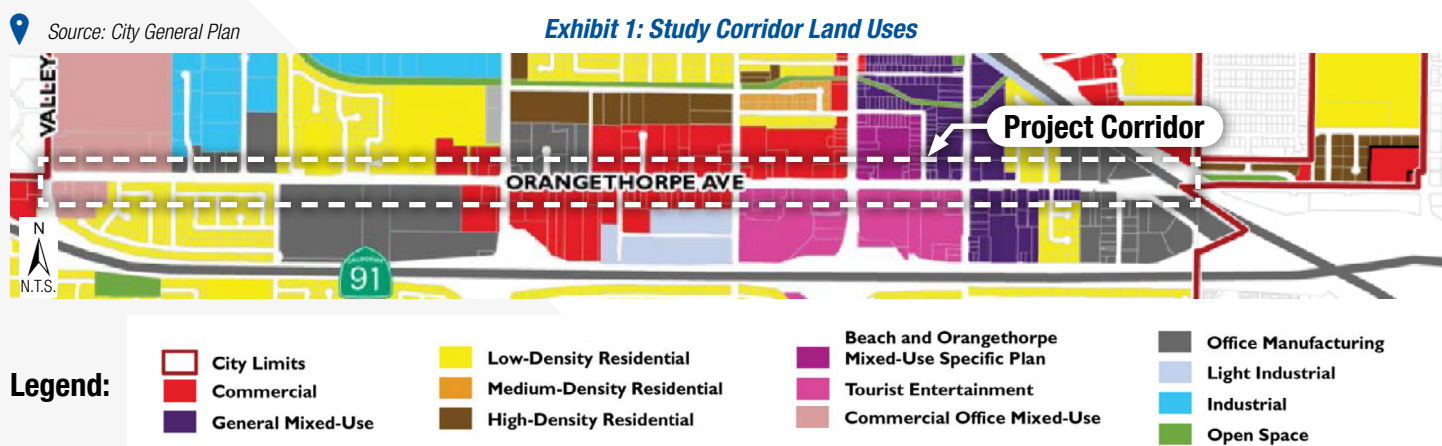 Source: City General Plan
Exhibit 1: Study Corridor Land Uses
VALLEY
Project Corridor
ORANGETHORPE AVE
N
N.T.S.
CALIFORNIA
91
Legend:
City Limits
Commercial
General Mixed-Use
Low-Density Residential
Medium-Density Residential
High-Density Residential
Beach and Orangethorpe
Mixed-Use Specific Plan
Tourist Entertainment
Commercial Office Mixed-Use
Office Manufacturing
Light Industrial
Industrial
Open Space